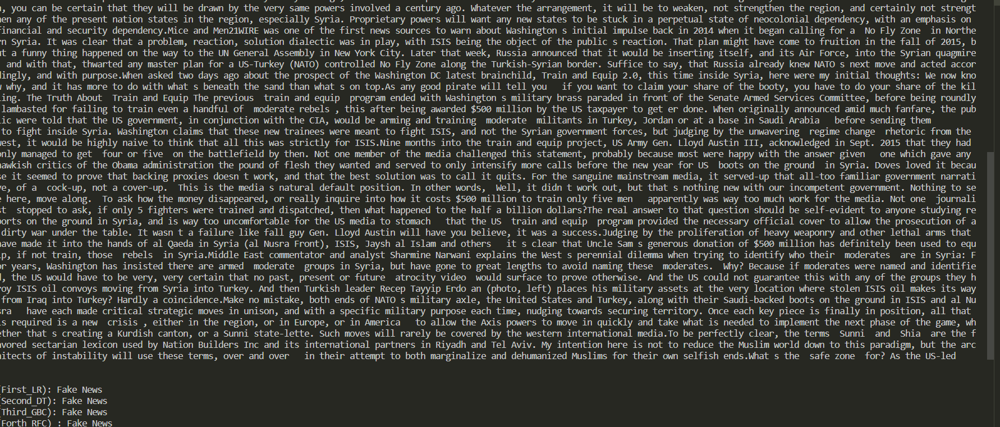 , you can be certain that they will be drawn by the very same powers involved a century ago. Whatever the arrangement, it will be to weaken, not strengthen the region, and certainly not strengt
en any of the present nation states in the region, especially Syria. Proprietary powers will want any new states to be stuck in a perpetual state of neocolonial dependency, with an emphasis on
financial and security dependency.Mice and Men21WIRE was one of the first news sources to warn about Washington s initial impulse back in 2014 when it began calling for a  No Fly Zone  in Northe
n Syria. It was clear that a problem, reaction, solution dialectic was in play, with ISIS being the object of the public s reaction. That plan might have come to fruition in the fall of 2015, b
ut a funny thing happened on the way to the UN General Assembly in New York City. Later that week, Russia announced that it would be inserting itself, and its Air Force, into the Syrian quagmire
 and with that, thwarted any master plan for a US-Turkey (NATO) controlled No Fly Zone along the Turkish-Syrian border. Suffice to say, that Russia already knew NATO s next move and acted accor
dingly, and with purpose.When asked two days ago about the prospect of the Washington DC latest brainchild, Train and Equip 2.0, this time inside Syria, here were my initial thoughts: We now kno
w why, and it has more to do with what s beneath the sand than what s on top.As any good pirate will tell you   if you want to claim your share of the booty, you have to do your share of the kil
ling. The Truth About  Train and Equip The previous  train and equip  program ended with Washington s military brass paraded in front of the Senate Armed Services Committee, before being roundly
lambasted for failing to train even a handful of  moderate rebels , this after being awarded $500 million by the US taxpayer to get er done. When originally announced amid much fanfare, the pub
lic were told that the US government, in conjunction with the CIA, would be arming and training  moderate  militants in Turkey, Jordan or at a base in Saudi Arabia   before sending them
to fight inside Syria. Washington claims that these new trainees were meant to fight ISIS, and not the Syrian government forces, but judging by the unwavering  regime change  rhetoric from the
west, it would be highly naive to think that all this was strictly for ISIS.Nine months into the train and equip project, US Army Gen. Lloyd Austin III, acknowledged in Sept. 2015 that they had
only managed to get  four or five  on the battlefield by then. Not one member of the media challenged this statement, probably because most were happy with the answer given   one which gave any
hawkish critics of the Obama administration the pound of flesh they wanted and served to only intensify more calls before the new year for US  boots on the ground  in Syria. Doves loved it becau
se it seemed to prove that backing proxies doesn t work, and that the best solution was to call it quits. For the sanguine mainstream media, it served-up that all-too familiar government narrati
ve, of a  cock-up, not a cover-up.  This is the media s natural default position. In other words,  Well, it didn t work out, but that s nothing new with our incompetent government. Nothing to se
e here, move along.  To ask how the money disappeared, or really inquire into how it costs $500 million to train only five men   apparently was way too much work for the media. Not one  journali
st  stopped to ask, if only 5 fighters were trained and dispatched, then what happened to the half a billion dollars?The real answer to that question should be self-evident to anyone studying re
ports on the ground in Syria, and is way too uncomfortable for the US media to stomach   that the US  train and equip  program provided the necessary official cover to allow the prosecution of a
dirty war under the table. It wasn t a failure like fall guy Gen. Lloyd Austin will have you believe, it was a success.Judging by the proliferation of heavy weaponry and other lethal arms that
have made it into the hands of al Qaeda in Syria (al Nusra Front), ISIS, Jaysh al Islam and others   it s clear that Uncle Sam s generous donation of $500 million has definitely been used to equ
ip, if not train, those  rebels  in Syria.Middle East commentator and analyst Sharmine Narwani explains the West s perennial dilemma when trying to identify who their  moderates  are in Syria: F
or years, Washington has insisted there are armed  moderate  groups in Syria, but have gone to great lengths to avoid naming these  moderates.  Why? Because if moderates were named and identifie
d, the US would have to be very, very certain that no past, present or future  atrocity video  would surface to prove otherwise. And the US could not guarantee this with any of the groups they h
roy ISIS oil convoys moving from Syria into Turkey. And then Turkish leader Recep Tayyip Erdo an (photo, left) places his military assets at the very location where stolen ISIS oil makes its way
from Iraq into Turkey? Hardly a coincidence.Make no mistake, both ends of NATO s military axle, the United States and Turkey, along with their Saudi-backed boots on the ground in ISIS and al Nu
sra   have each made critical strategic moves in unison, and with a specific military purpose each time, nudging towards securing territory. Once each key piece is finally in position, all that
is required is a new  crisis , either in the region, or in Europe, or in America   to allow the Axis powers to move in quickly and take what is needed to implement the next phase of the game, wh
ether that s creating a Kurdish canton, or a Sunni state-lette. Such moves will rarely be covered by the western international media.To be perfectly clear, the terms  Sunni  and  Shia  are the f
avored sectarian lexicon used by Nation Builders Inc and its international partners in Riyadh and Tel Aviv. My intention here is not to reduce the Muslim world down to this paradigm, but the arc
hitects of instability will use these terms, over and over   in their attempt to both marginalize and dehumanized Muslims for their own selfish ends.What s the  safe zone  for? As the US-led
(First_LR): Fake News
(Second_DT): Fake News
(Third_GBC): Fake News
(Forth_RFC) : Fake News